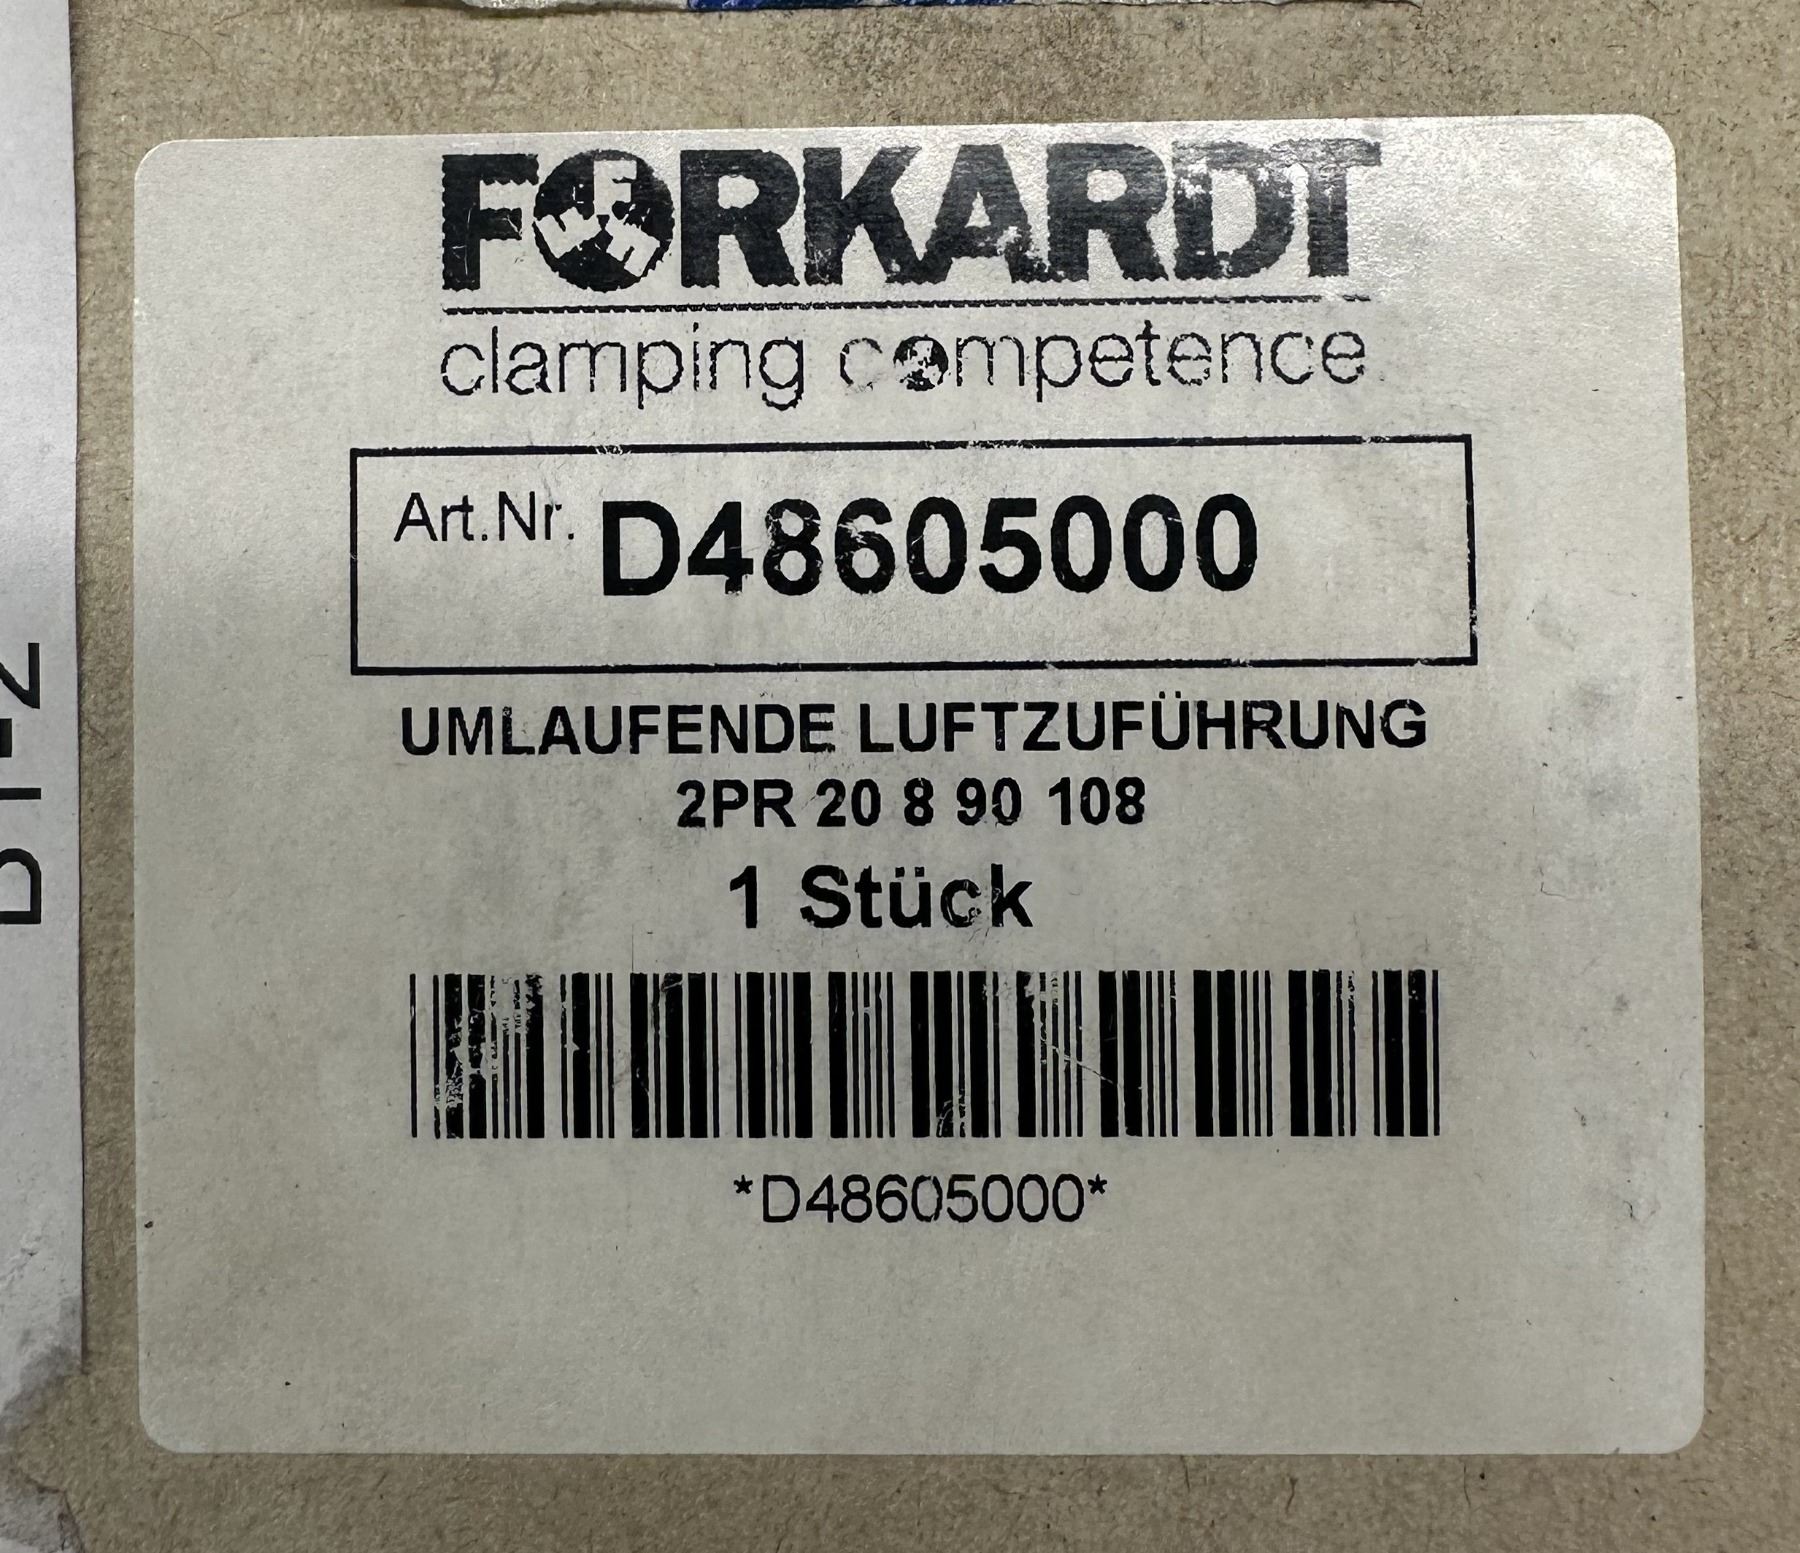 FORKARDT
clamping competence
Art.Nr. D48605000
UMLAUFENDE LUFTZUFÜHRUNG
2PR 20 8 90 108
1 Stück
*D48605000*